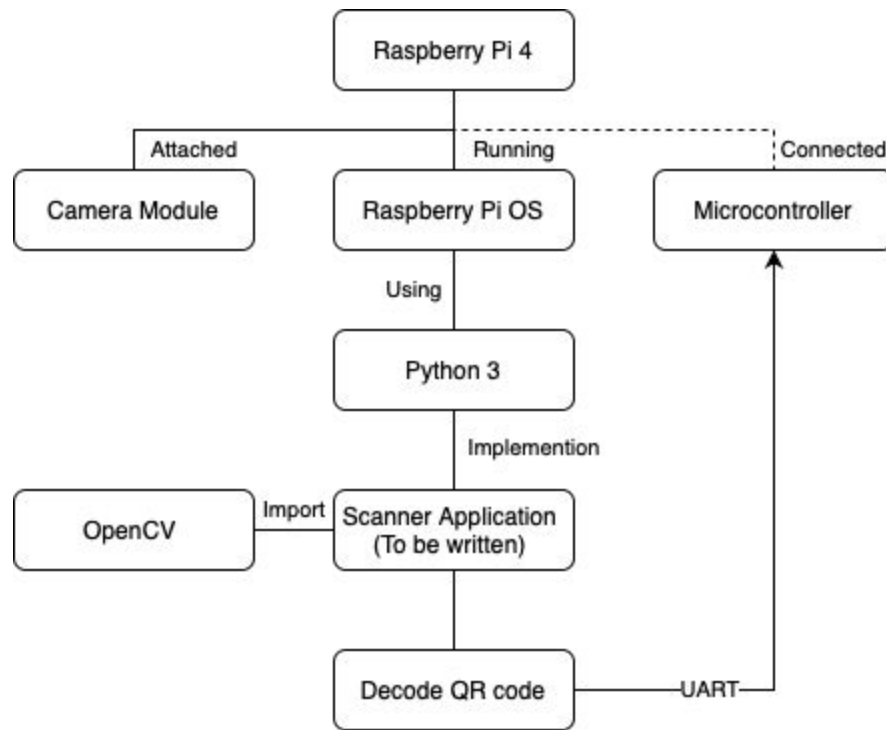 Raspberry Pi 4
Attached
Running
Connected
Camera Module
Raspberry Pi OS
Microcontroller
Using
Python 3
Implemention
OpenCV
Import
Scanner Application
(To be written)
Decode QR code
UART